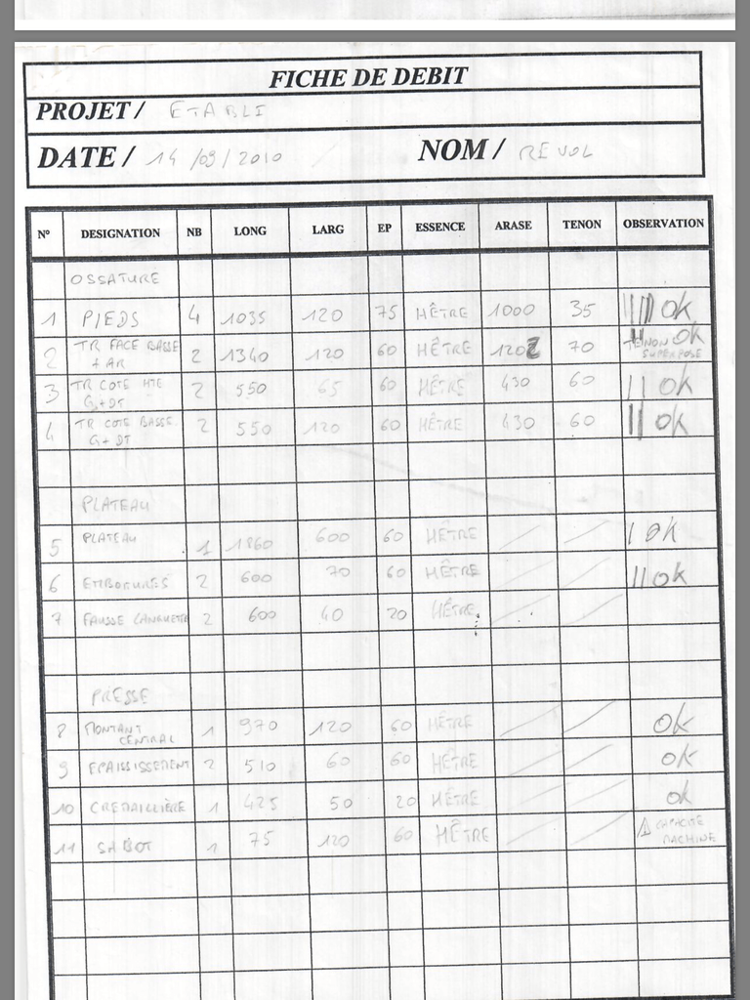 FICHE DE DEBIT
PROJET / ETABLI
DATE / 14/09/2010 NOM / REVOL
N° DESIGNATION NB LONG LARG EP ESSENCE ARASE TENON OBSERVATION
OSSATURE
1 PIEDS 4 1035 120 75 HÊTRE 1000 35 |||| OK
2 TR FACE BASSE + AR 2 1340 120 60 HÊTRE 1202 70 || OK TENON SUPERPOSE
3 TR COTE HTE G+DT 2 550 65 60 HÊTRE 430 60 || OK
4 TR COTE BASSE G+DT 2 550 120 60 HÊTRE 430 60 || OK
PLATEAU
5 PLATEAU 1 1860 600 60 HÊTRE / / | OK
6 EMBOITURES 2 600 70 60 HÊTRE / / || OK
7 FAUSSE LANGUETTE 2 600 40 20 HÊTRE / /
PRESSE
8 MONTANT CENTRAL 1 970 120 60 HÊTRE / / OK
9 EPAISSISSEMENT 2 510 60 60 HÊTRE / / OK
10 CREMAILLIÈRE 1 425 50 20 HÊTRE / / OK
11 SABOT 1 75 120 60 HÊTRE / / ⚠ CAPACITE MACHINE